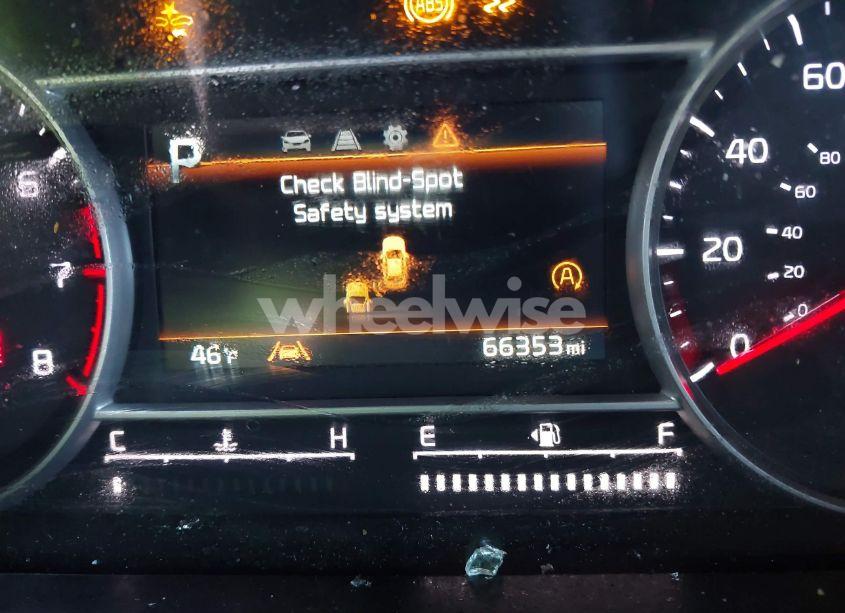 ABS
P
Check Blind-Spot
Safety system
A
wheelwise
46°F
66353 mi
C H E F
6
7
8
60
40
20
0
80
60
40
20
0